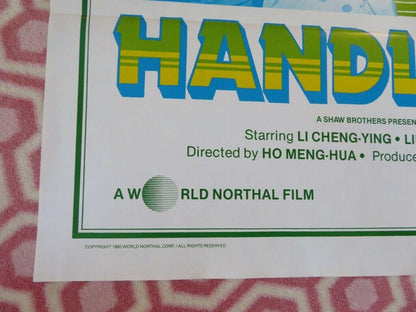 HANDL
A SHAW BROTHERS PRESEN
Starring LI CHENG-YING • LI
Directed by HO MENG-HUA • Produce
A WORLD NORTHAL FILM
COPYRIGHT 1980 WORLD NORTHAL CORP. / ALL RIGHTS RESERVED